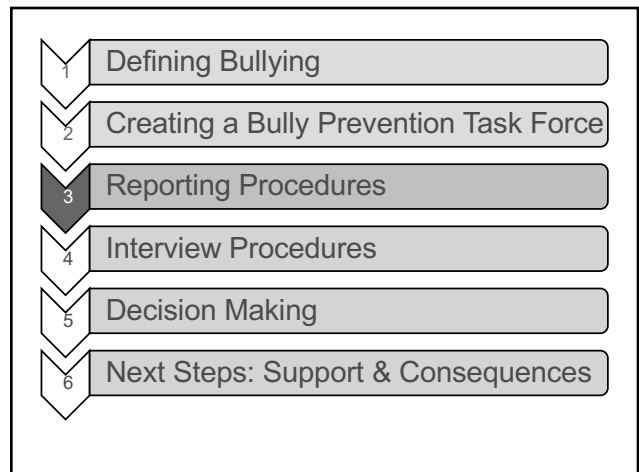 1 Defining Bullying
2 Creating a Bully Prevention Task Force
3 Reporting Procedures
4 Interview Procedures
5 Decision Making
6 Next Steps: Support & Consequences